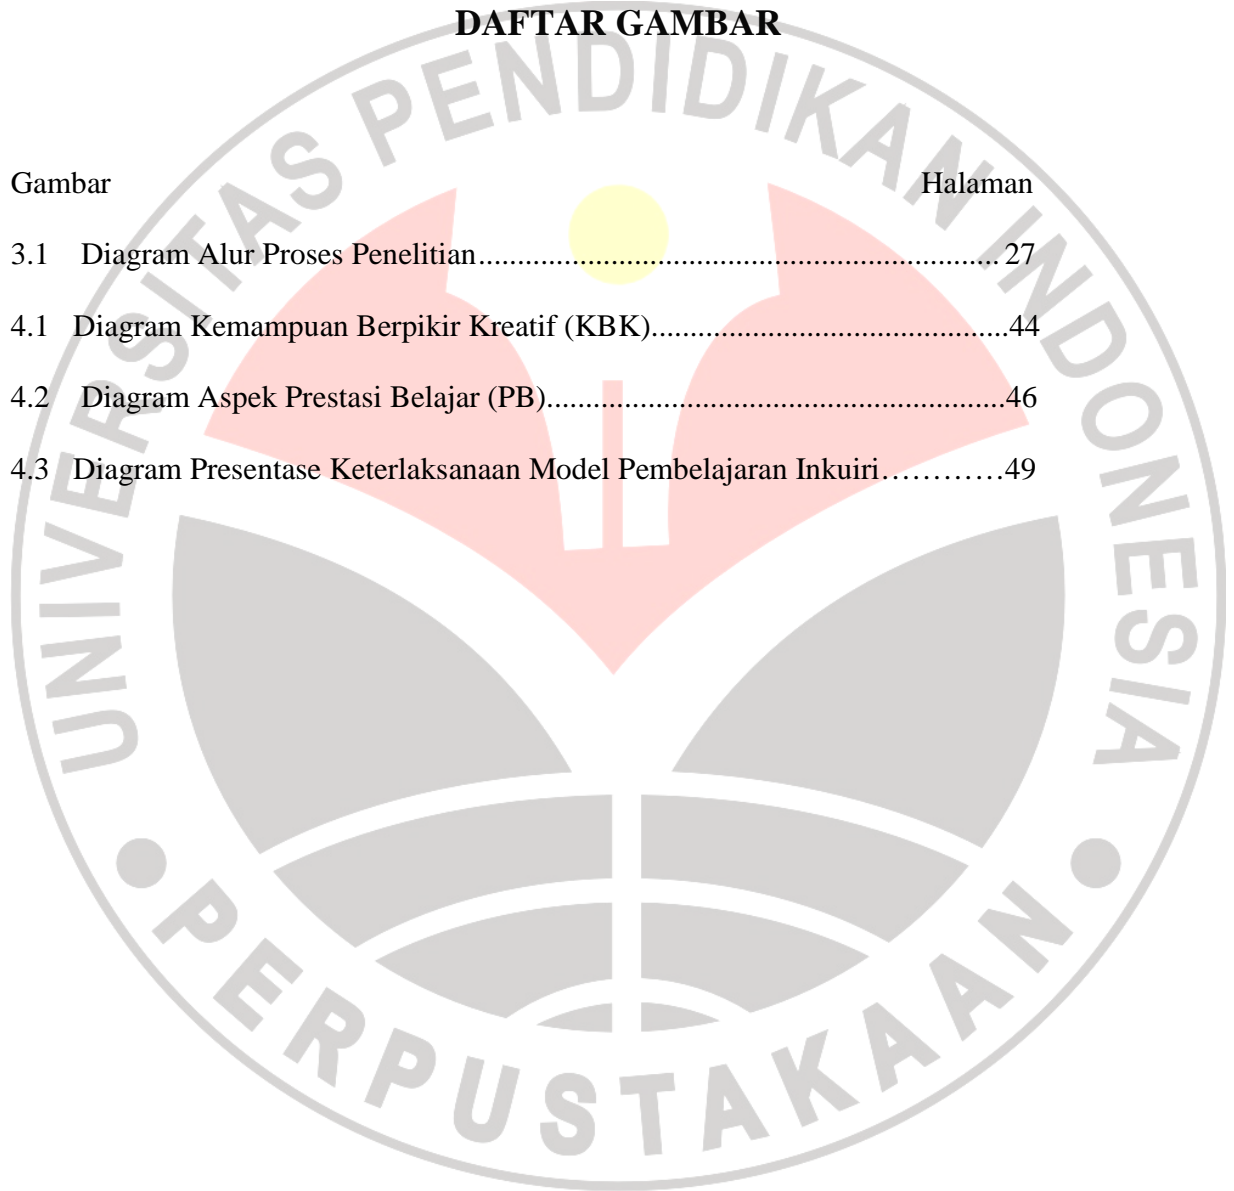 DAFTAR GAMBAR
Gambar Halaman
3.1 Diagram Alur Proses Penelitian........................................................ 27
4.1 Diagram Kemampuan Berpikir Kreatif (KBK)..............................................44
4.2 Diagram Aspek Prestasi Belajar (PB)...........................................................46
4.3 Diagram Presentase Keterlaksanaan Model Pembelajaran Inkuiri…………49
UNIVERSITAS PENDIDIKAN INDONESIA
PERPUSTAKAAN